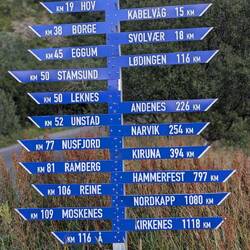 KM 19 HOV
KABELVÅG 15 KM
KM 38 BORGE
SVOLVÆR 18 KM
KM 45 EGGUM
LØDINGEN 116 KM
KM 50 STAMSUND
KM 50 LEKNES
ANDENES 226 KM
KM 52 UNSTAD
NARVIK 254 KM
KM 77 NUSFJORD
KIRUNA 394 KM
KM 81 RAMBERG
HAMMERFEST 797 KM
KM 106 REINE
NORDKAPP 1080 KM
KM 109 MOSKENES
KIRKENES 1118 KM
KM 116 Å